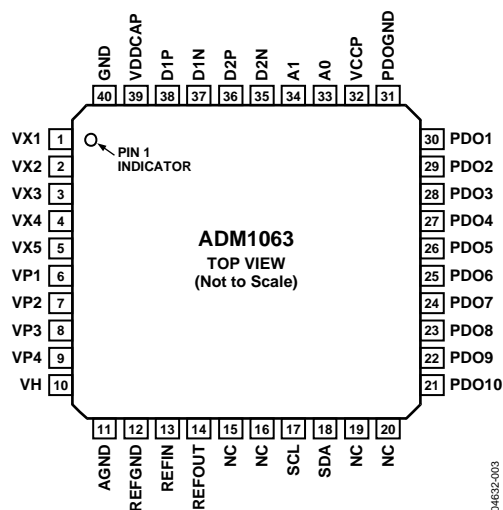 GND
VDDCAP
D1P
D1N
D2P
D2N
A1
A0
VCCP
PDOGND
40 39 38 37 36 35 34 33 32 31
VX1 1
VX2 2
VX3 3
VX4 4
VX5 5
VP1 6
VP2 7
VP3 8
VP4 9
VH 10
PIN 1
INDICATOR
ADM1063
TOP VIEW
(Not to Scale)
30 PDO1
29 PDO2
28 PDO3
27 PDO4
26 PDO5
25 PDO6
24 PDO7
23 PDO8
22 PDO9
21 PDO10
11 12 13 14 15 16 17 18 19 20
AGND
REFGND
REFIN
REFOUT
NC
NC
SCL
SDA
NC
NC
04632-003